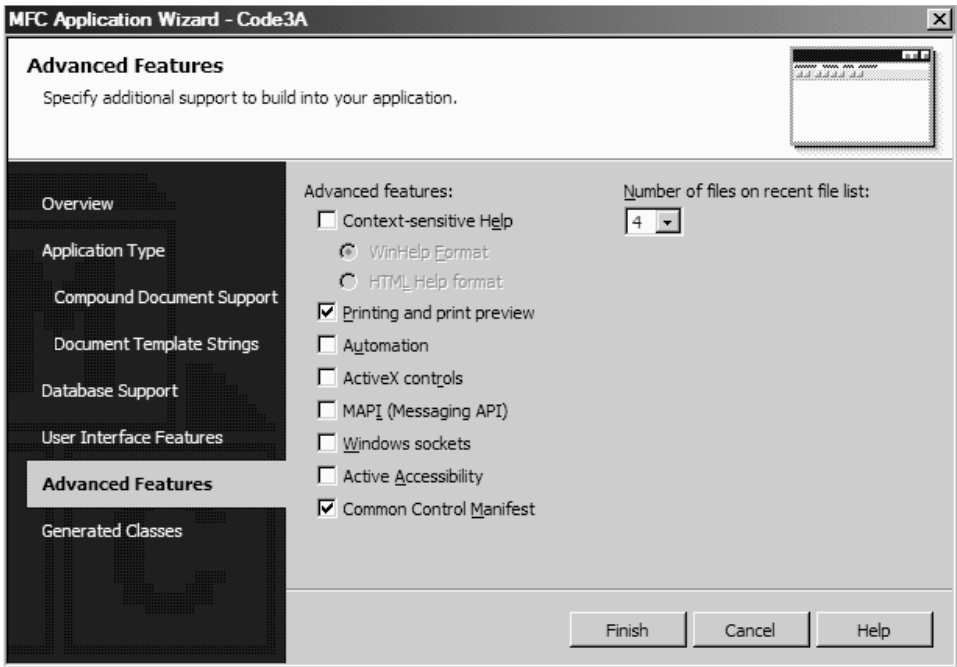 MFC Application Wizard - Code3A
Advanced Features
Specify additional support to build into your application.
Overview
Application Type
Compound Document Support
Document Template Strings
Database Support
User Interface Features
Advanced Features
Generated Classes
Advanced features:
Context-sensitive Help
WinHelp Format
HTML Help format
Printing and print preview
Automation
ActiveX controls
MAPI (Messaging API)
Windows sockets
Active Accessibility
Common Control Manifest
Number of files on recent file list:
4
Finish
Cancel
Help